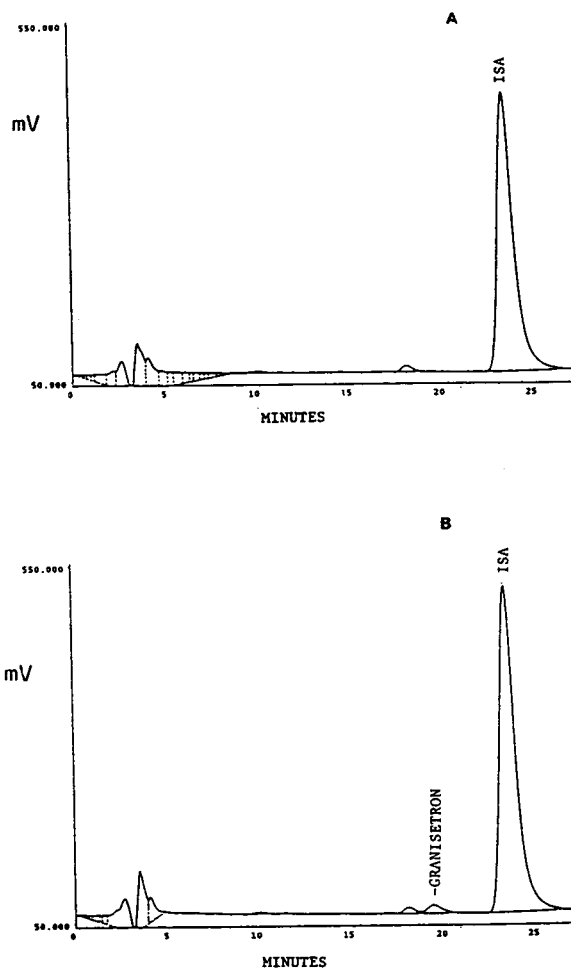 550.000
A
ISA
mV
50.000
0 5 10 15 20 25
MINUTES
B
550.000
ISA
mV
GRANISETRON
50.000
0 5 10 15 20 25
MINUTES